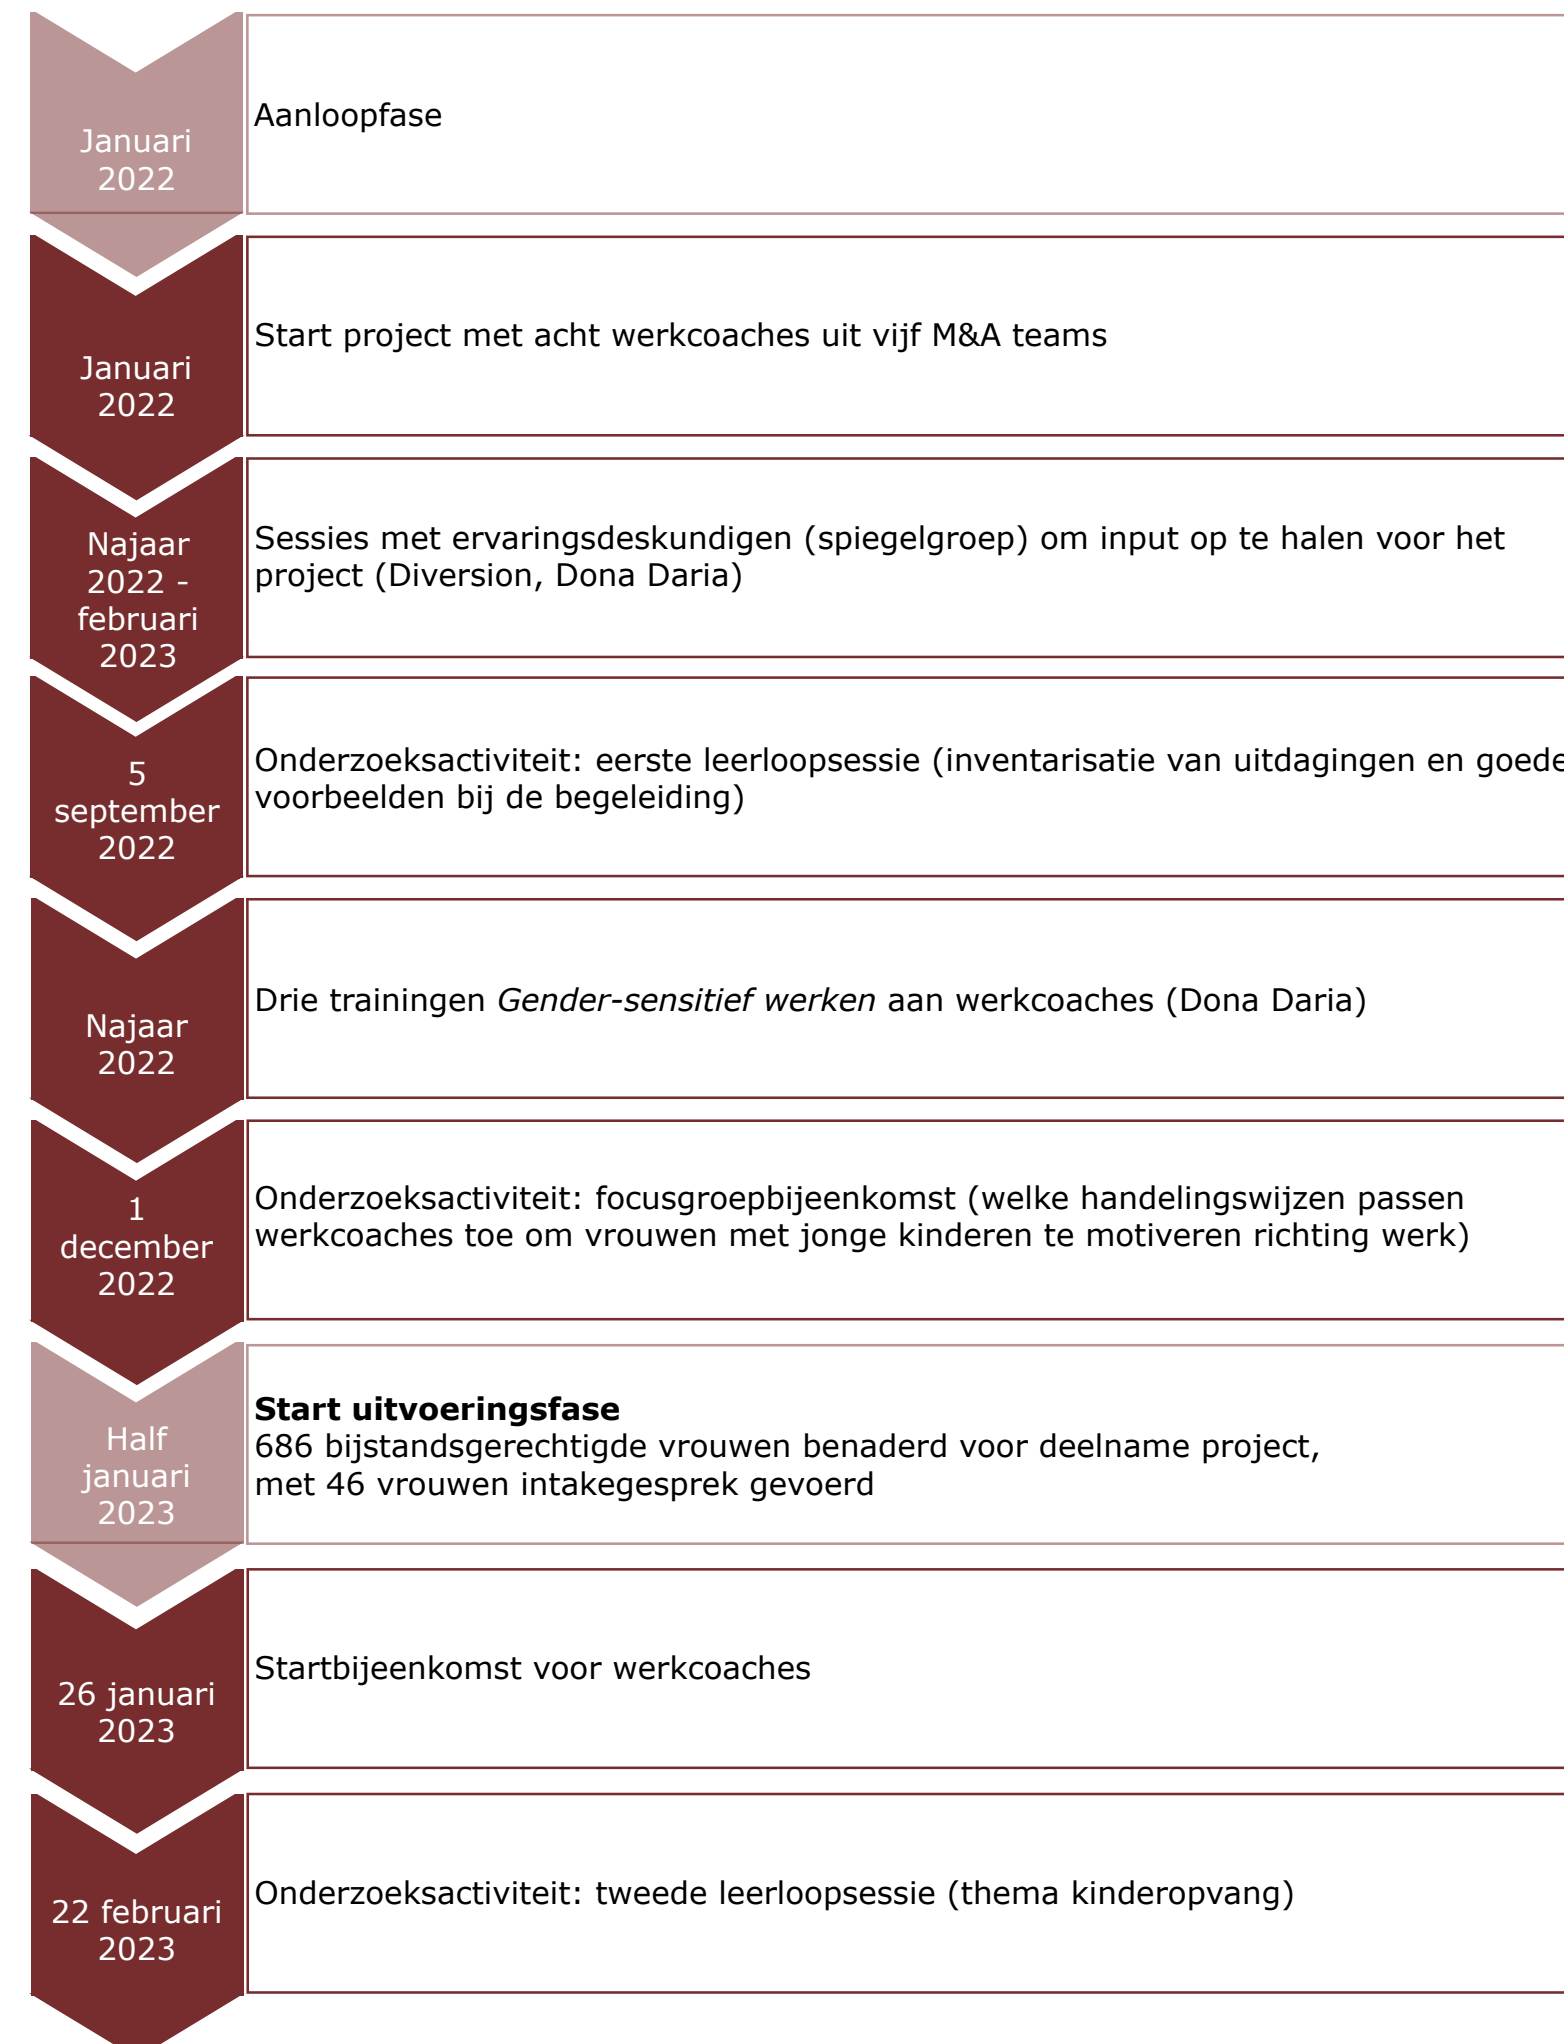 Januari
2022
Aanloopfase
Januari
2022
Start project met acht werkcoaches uit vijf M&A teams
Najaar
2022 -
februari
2023
Sessies met ervaringsdeskundigen (spiegelgroep) om input op te halen voor het
project (Diversion, Dona Daria)
5
september
2022
Onderzoeksactiviteit: eerste leerloopsessie (inventarisatie van uitdagingen en goede
voorbeelden bij de begeleiding)
Najaar
2022
Drie trainingen Gender-sensitief werken aan werkcoaches (Dona Daria)
1
december
2022
Onderzoeksactiviteit: focusgroepbijeenkomst (welke handelingswijzen passen
werkcoaches toe om vrouwen met jonge kinderen te motiveren richting werk)
Half
januari
2023
Start uitvoeringsfase
686 bijstandsgerechtigde vrouwen benaderd voor deelname project,
met 46 vrouwen intakegesprek gevoerd
26 januari
2023
Startbijeenkomst voor werkcoaches
22 februari
2023
Onderzoeksactiviteit: tweede leerloopsessie (thema kinderopvang)